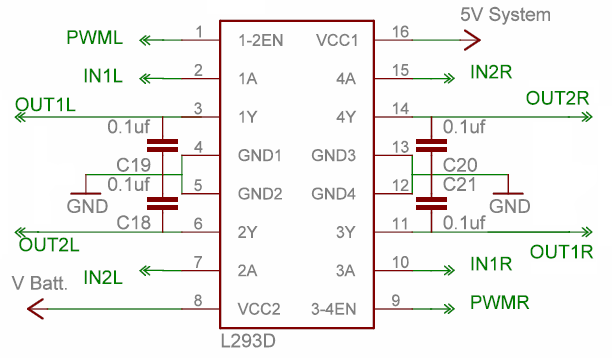 5V System
PWML 1 1-2EN VCC1 16
IN1L 2 1A 4A 15 IN2R
OUT1L 3 1Y 4Y 14 OUT2R
0.1uf 0.1uf
4 GND1 GND3 13
C19 C20
0.1uf C21
GND 5 GND2 GND4 12 GND
C18 0.1uf
6 2Y 3Y 11
OUT2L OUT1R
IN2L 7 2A 3A 10 IN1R
V Batt.
8 VCC2 3-4EN 9 PWMR
L293D